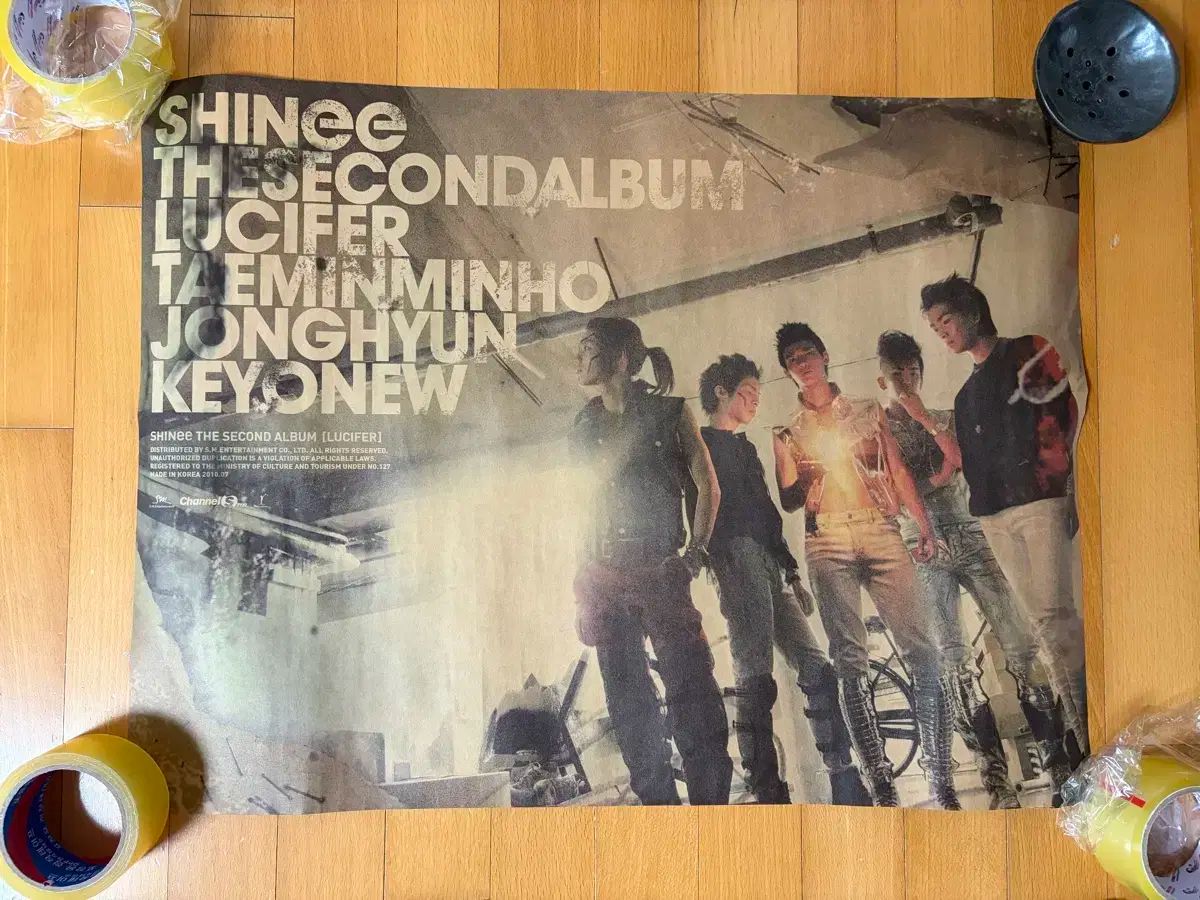 SHINee
THESECONDALBUM
LUCIFER
TAEMINMINHO
JONGHYUN
KEYONEW
SHINee THE SECOND ALBUM [LUCIFER]
DISTRIBUTED BY S.M.ENTERTAINMENT CO., LTD. ALL RIGHTS RESERVED.
UNAUTHORIZED DUPLICATION IS A VIOLATION OF APPLICABLE LAWS.
REGISTERED TO THE MINISTRY OF CULTURE AND TOURISM UNDER NO.127
MADE IN KOREA 2010.07
Channel